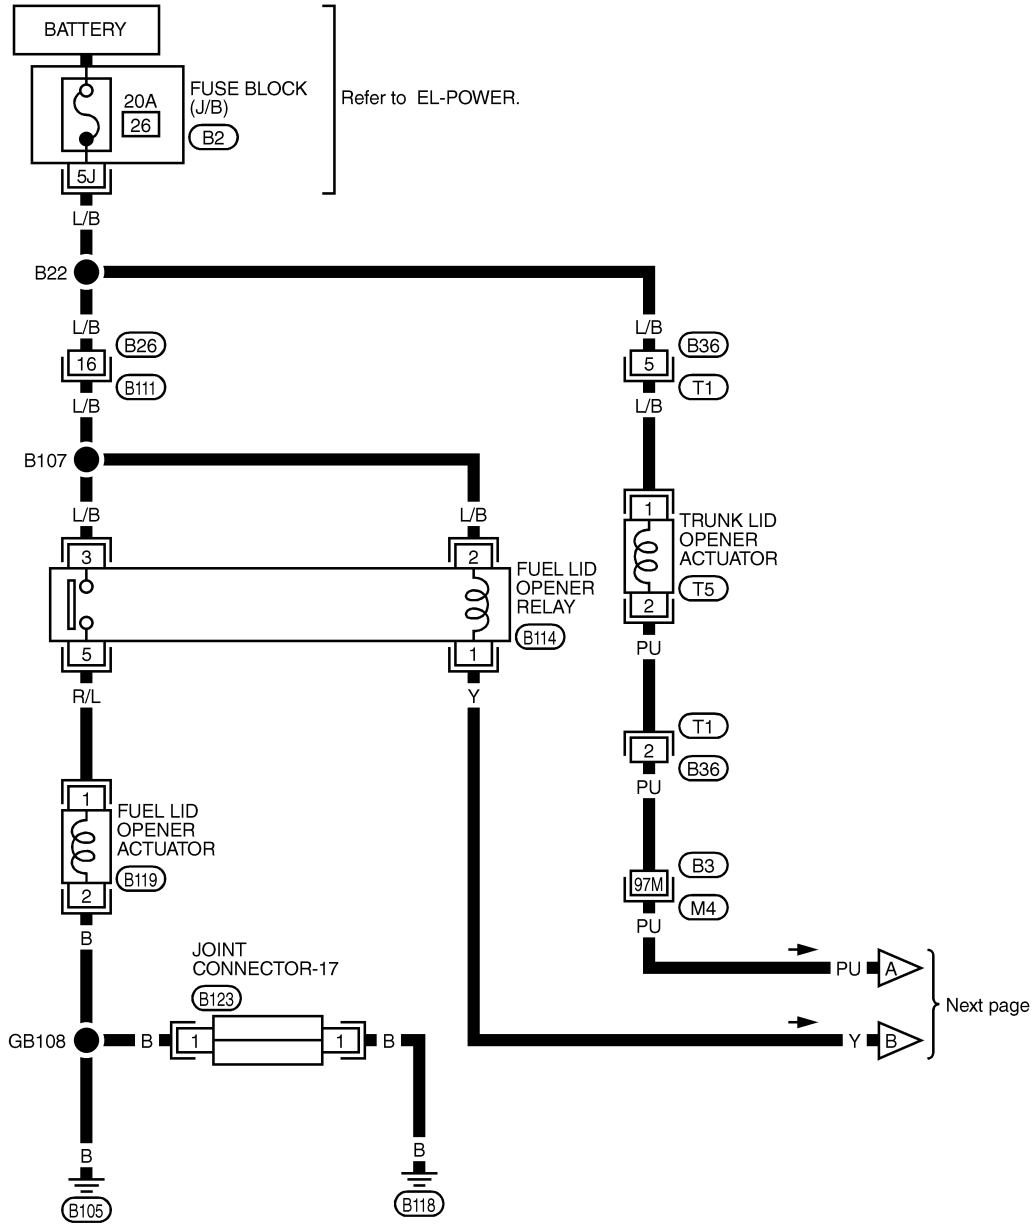 BATTERY
20A
26
FUSE BLOCK
(J/B)
B2
Refer to EL-POWER.
5J
L/B
B22
L/B
L/B
16
B26
B111
5
B36
T1
L/B
L/B
B107
L/B
L/B
3
2
FUEL LID
OPENER
RELAY
B114
1
TRUNK LID
OPENER
ACTUATOR
T5
2
5
1
PU
R/L
Y
T1
2
B36
PU
1
FUEL LID
OPENER
ACTUATOR
B119
2
B3
97M
M4
PU
B
JOINT
CONNECTOR-17
B123
PU
A
Next page
GB108
B
1
1
B
Y
B
B
B
B105
B118